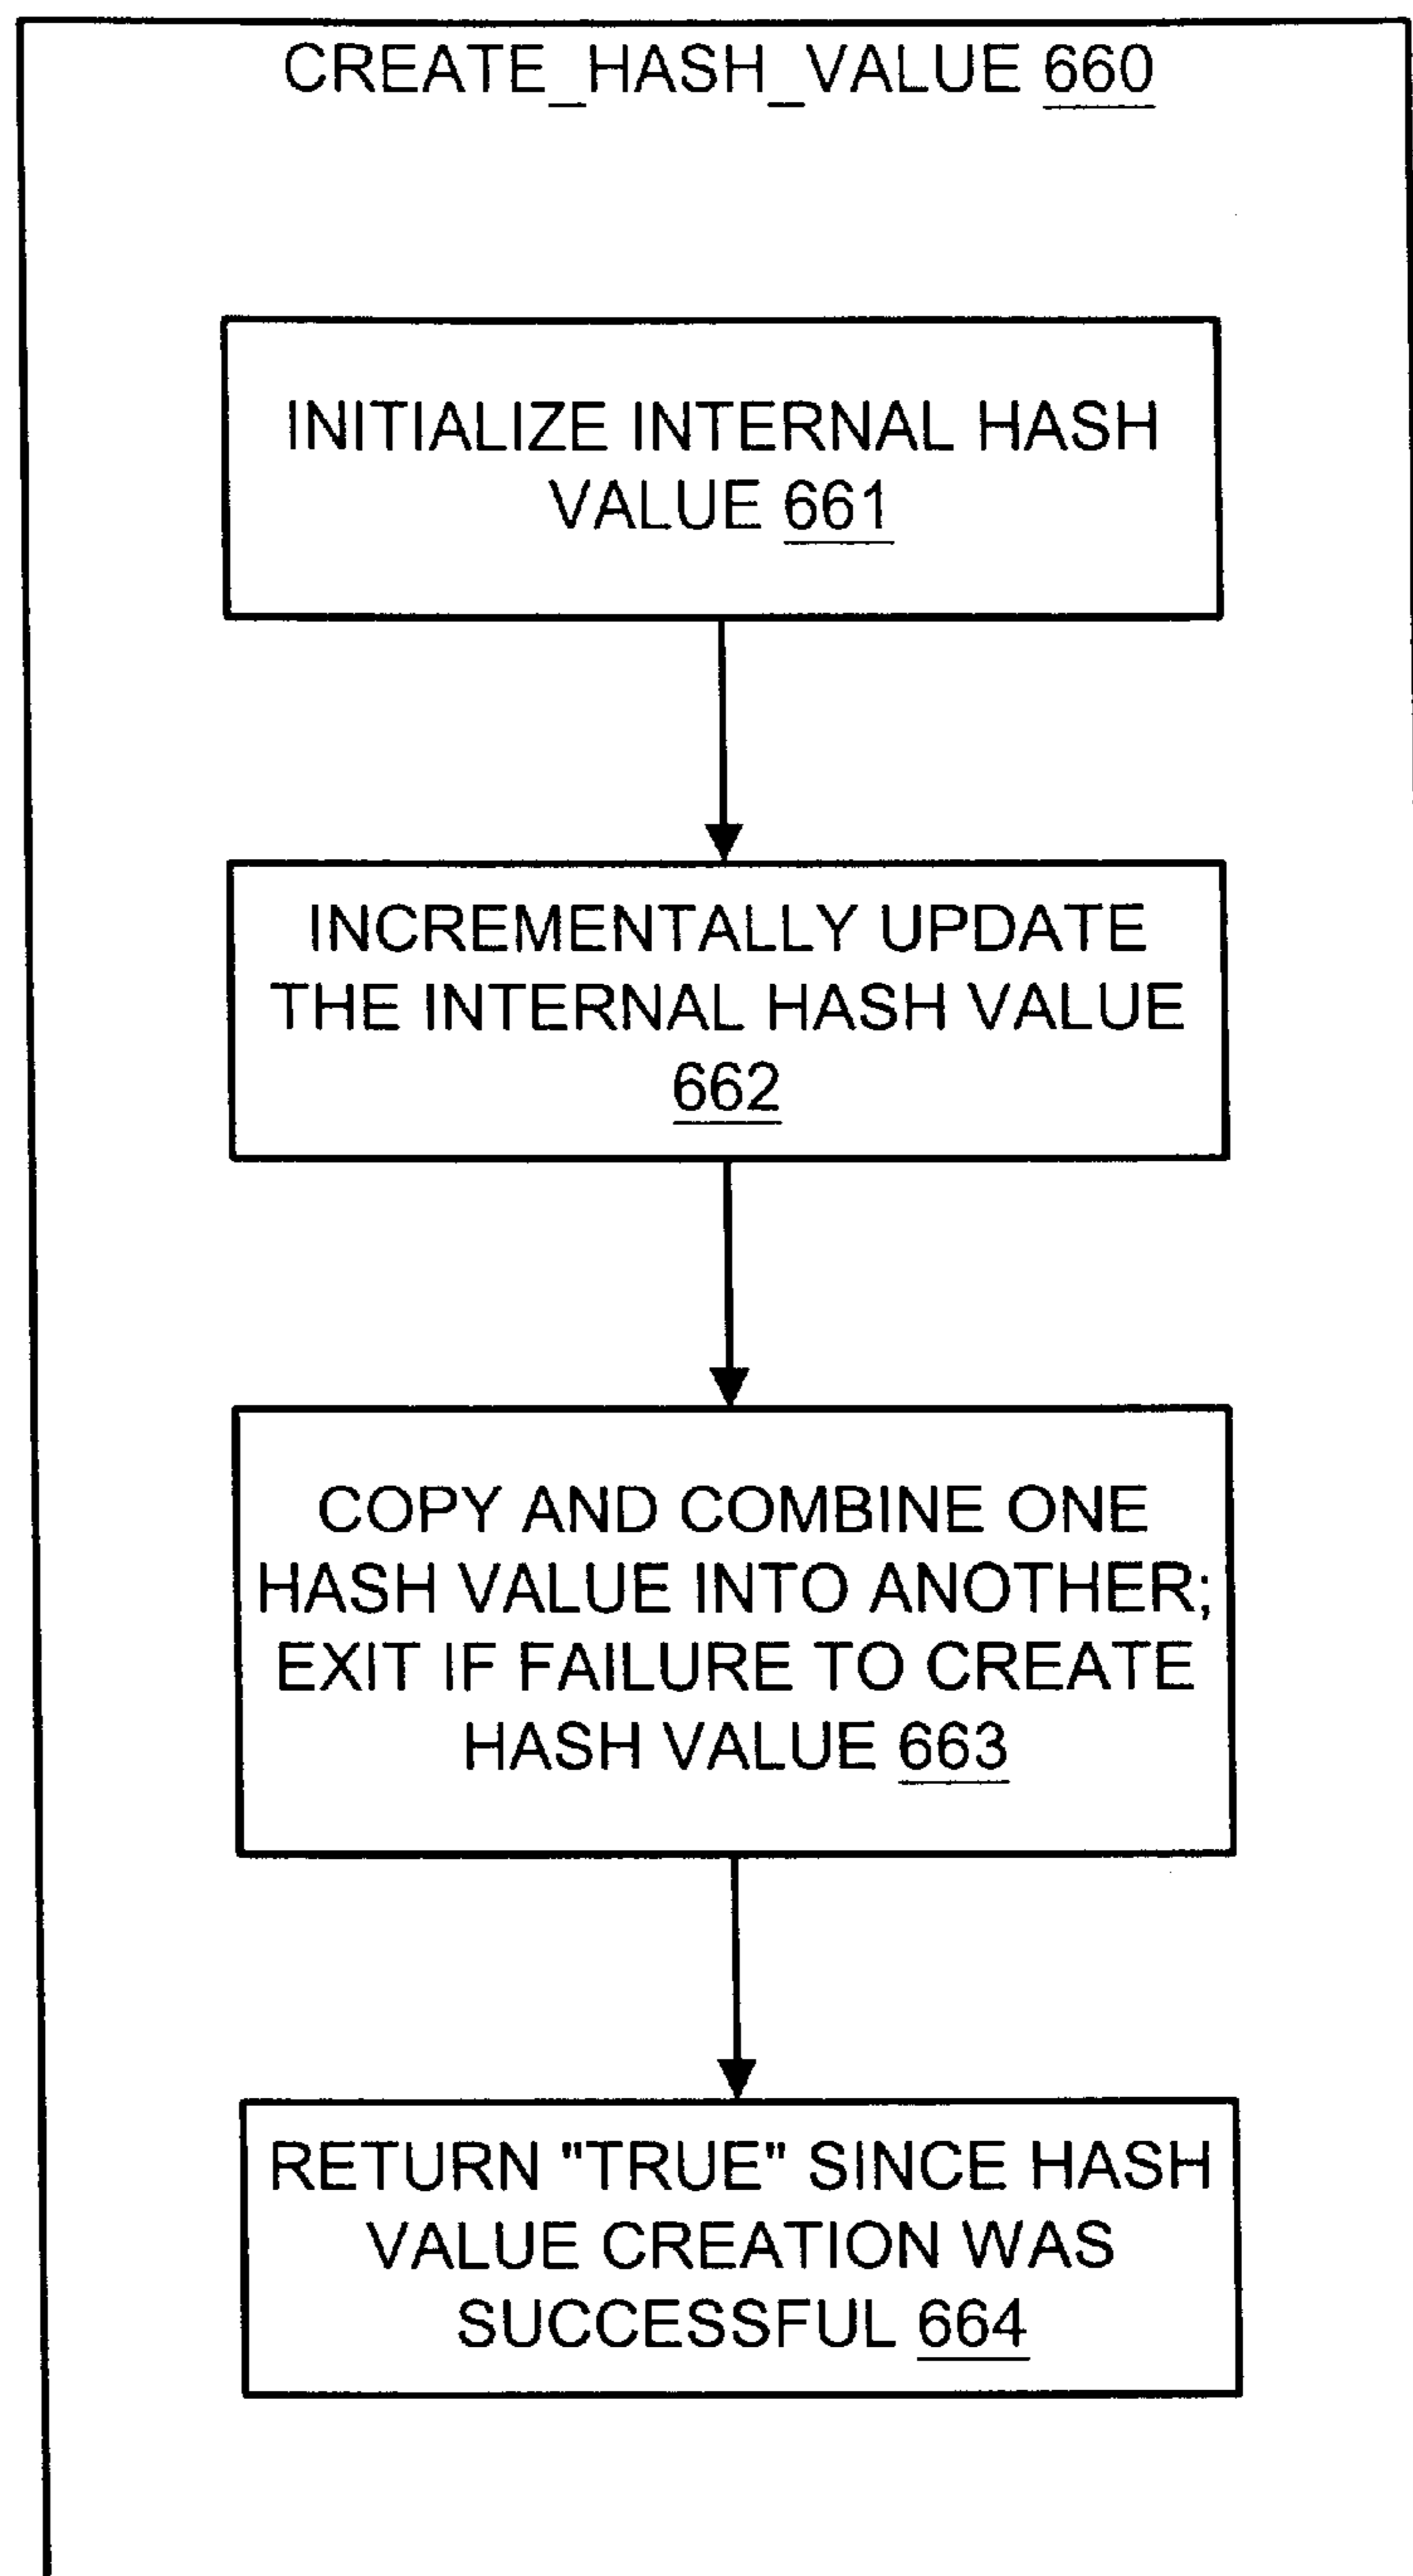 CREATE_HASH_VALUE 660
INITIALIZE INTERNAL HASH
VALUE 661
INCREMENTALLY UPDATE
THE INTERNAL HASH VALUE
662
COPY AND COMBINE ONE
HASH VALUE INTO ANOTHER;
EXIT IF FAILURE TO CREATE
HASH VALUE 663
RETURN "TRUE" SINCE HASH
VALUE CREATION WAS
SUCCESSFUL 664